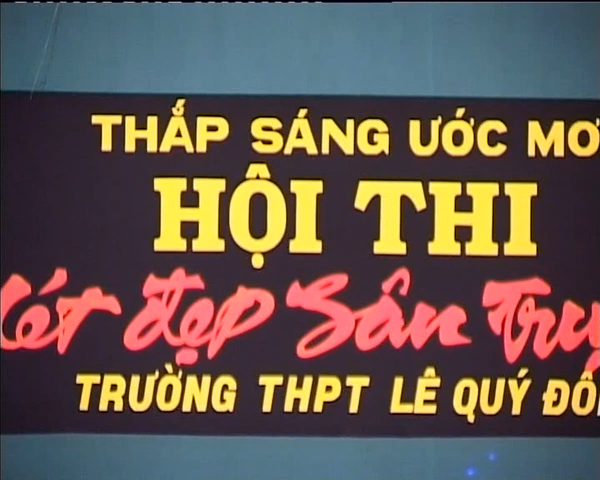 THẮP SÁNG ƯỚC MƠ
HỘI THI
đẹp Sân
TRƯỜNG THPT LÊ QUÝ